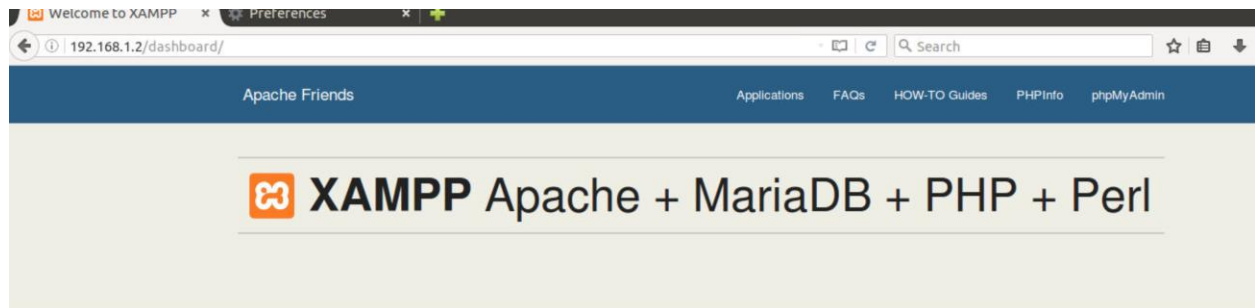 Welcome to XAMPP Preferences
192.168.1.2/dashboard/ Search
Apache Friends Applications FAQs HOW-TO Guides PHPInfo phpMyAdmin
XAMPP Apache + MariaDB + PHP + Perl